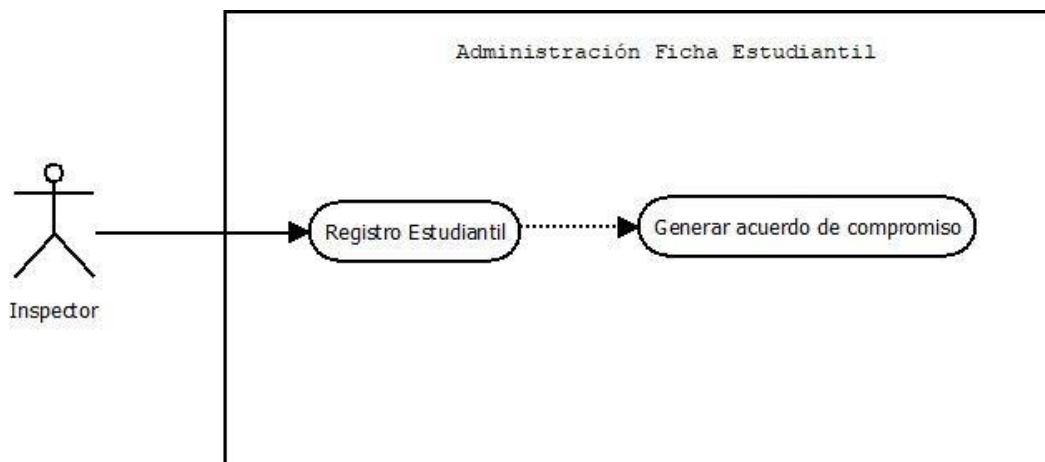 Administración Ficha Estudiantil
Registro Estudiantil
Generar acuerdo de compromiso
Inspector